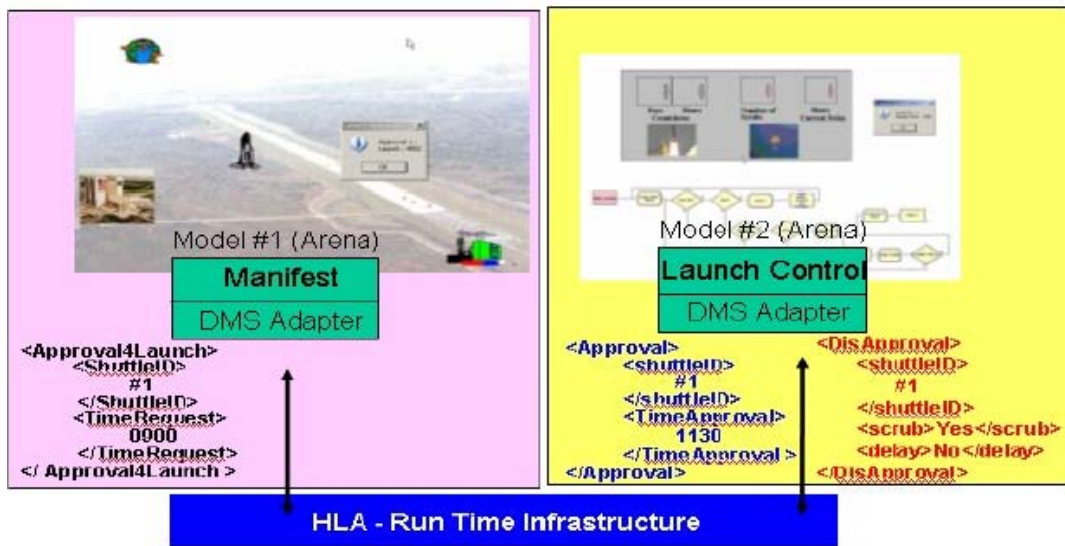 Model #1 (Arena)
Manifest
DMS Adapter
<Approval4Launch>
<ShuttleID>
#1
</ShuttleID>
<TimeRequest>
0900
</TimeRequest>
</ Approval4Launch >
Model #2 (Arena)
Launch Control
DMS Adapter
<Approval>
<shuttleID>
#1
</shuttleID>
<TimeApproval>
1130
</TimeApproval >
</Approval>
<DisApproval>
<shuttleID>
#1
</shuttleID>
<scrub>Yes</scrub>
<delay>No</delay>
</DisApproval>
HLA - Run Time Infrastructure